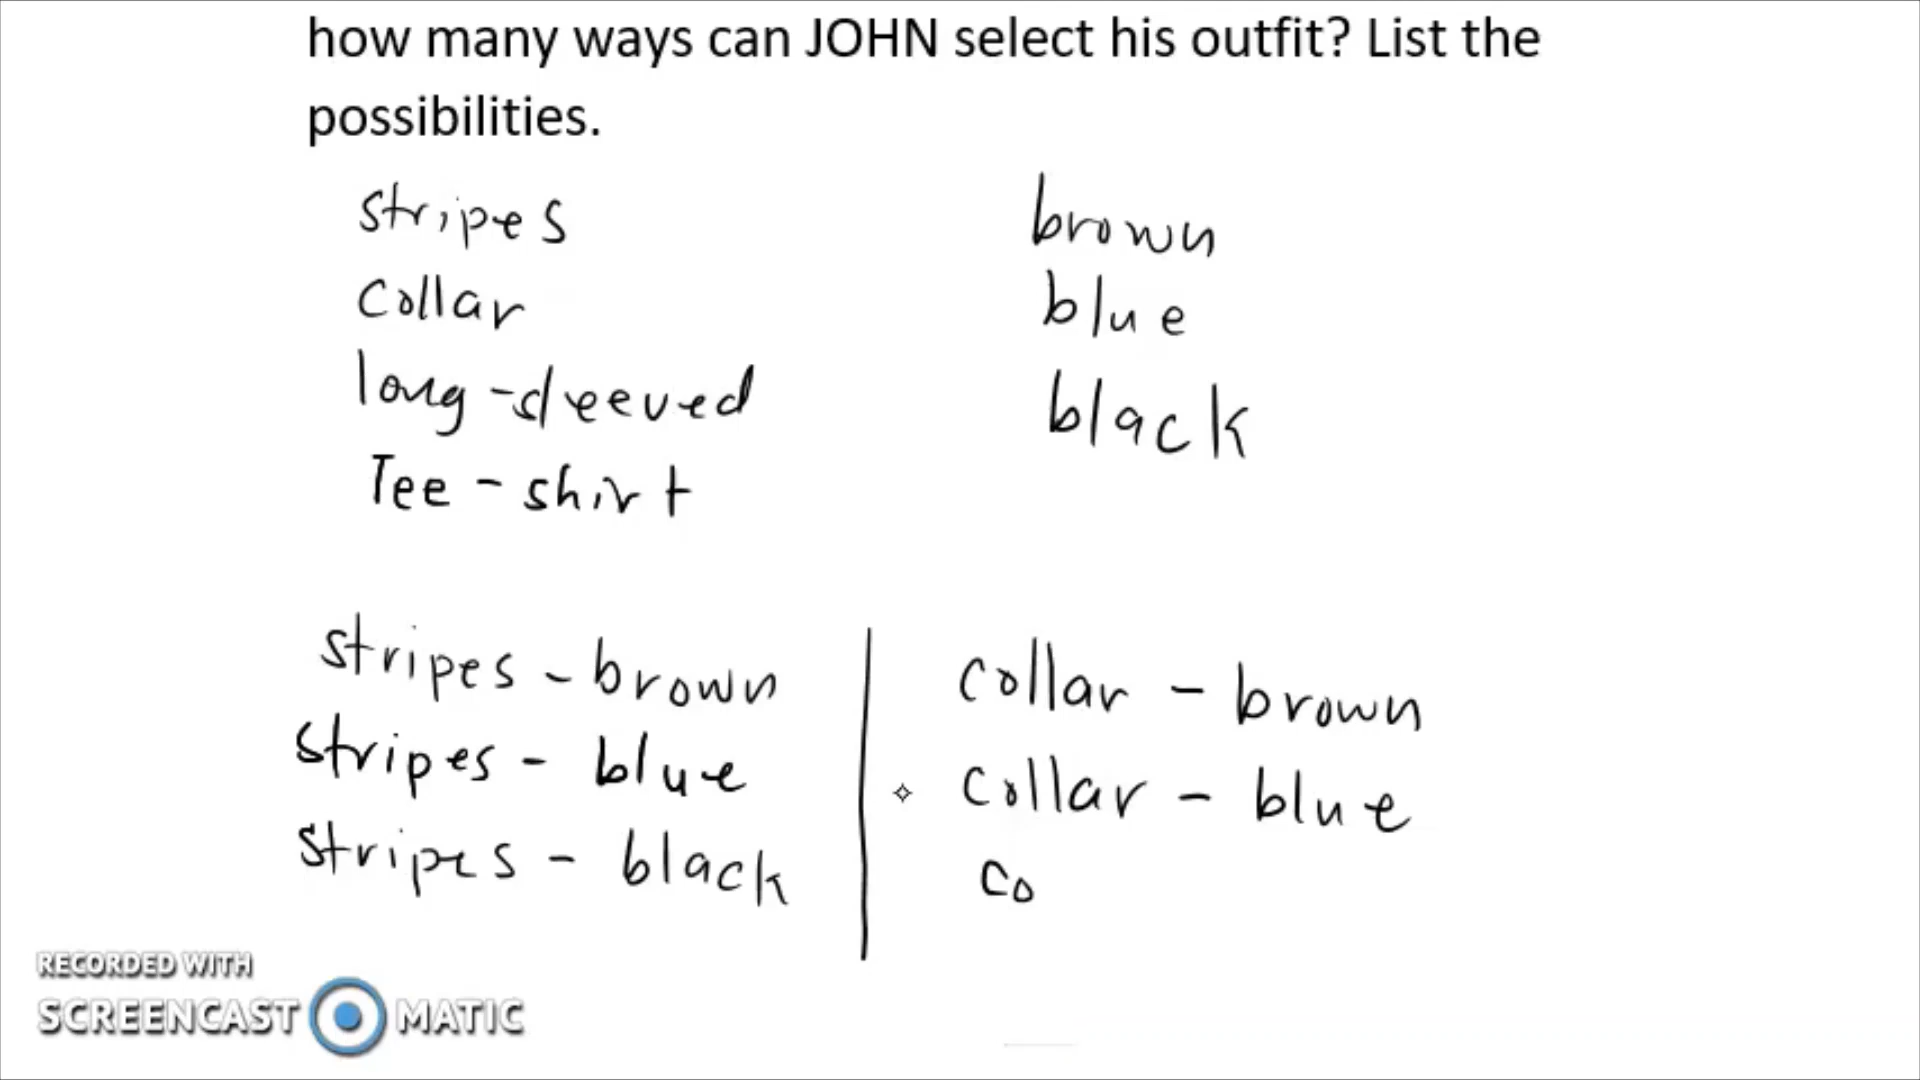 how many ways can JOHN select his outfit? List the
possibilities.
stripes
collar
long-sleeved
Tee-shirt
brown
blue
black
stripes - brown
stripes - blue
stripes - black
collar - brown
collar - blue
co
RECORDED WITH
SCREENCAST MATIC